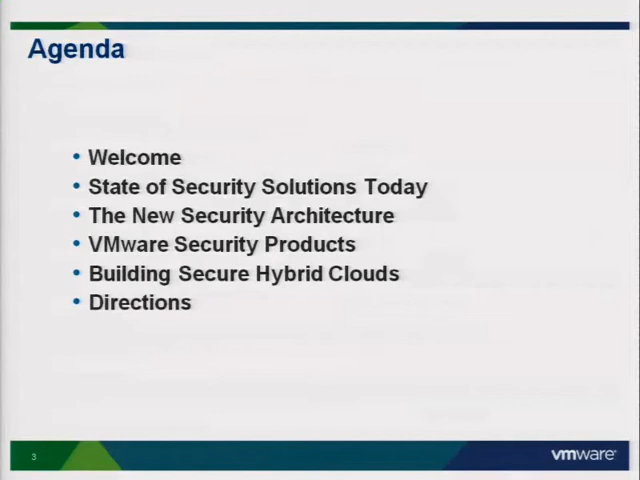 Agenda
• Welcome
• State of Security Solutions Today
• The New Security Architecture
• VMware Security Products
• Building Secure Hybrid Clouds
• Directions
3
vmware